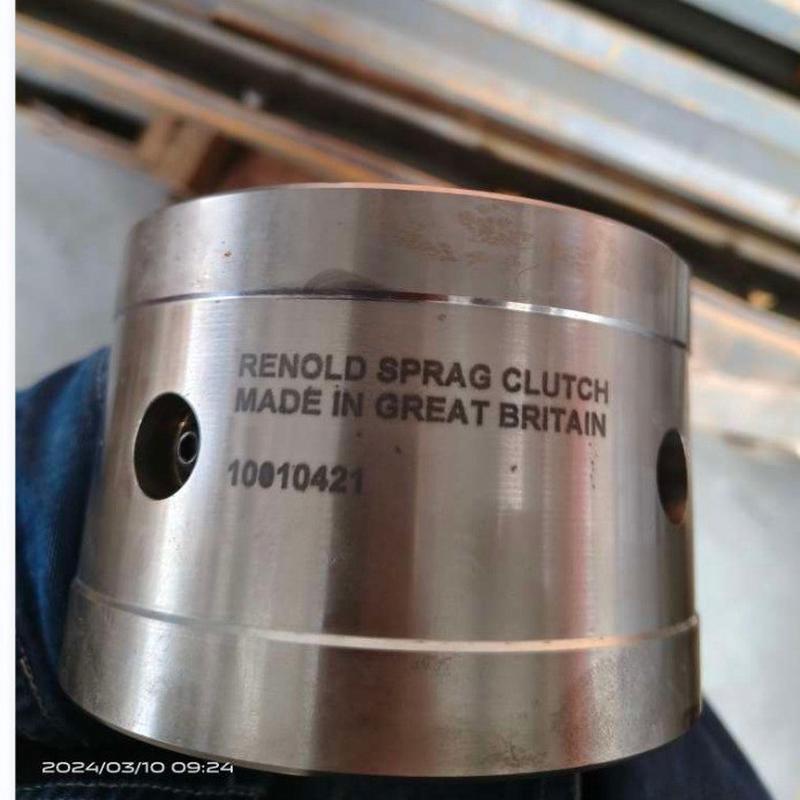 RENOLD SPRAG CLUTCH
MADE IN GREAT BRITAIN
10010421
2024/03/10 09:24